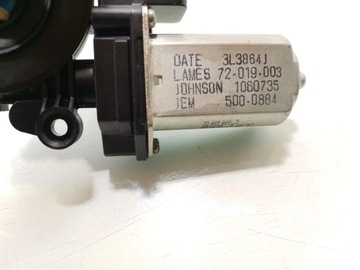 DATE 3L3864J
LAMES 72-019-003
JOHNSON 1060735
IEM 500-0884